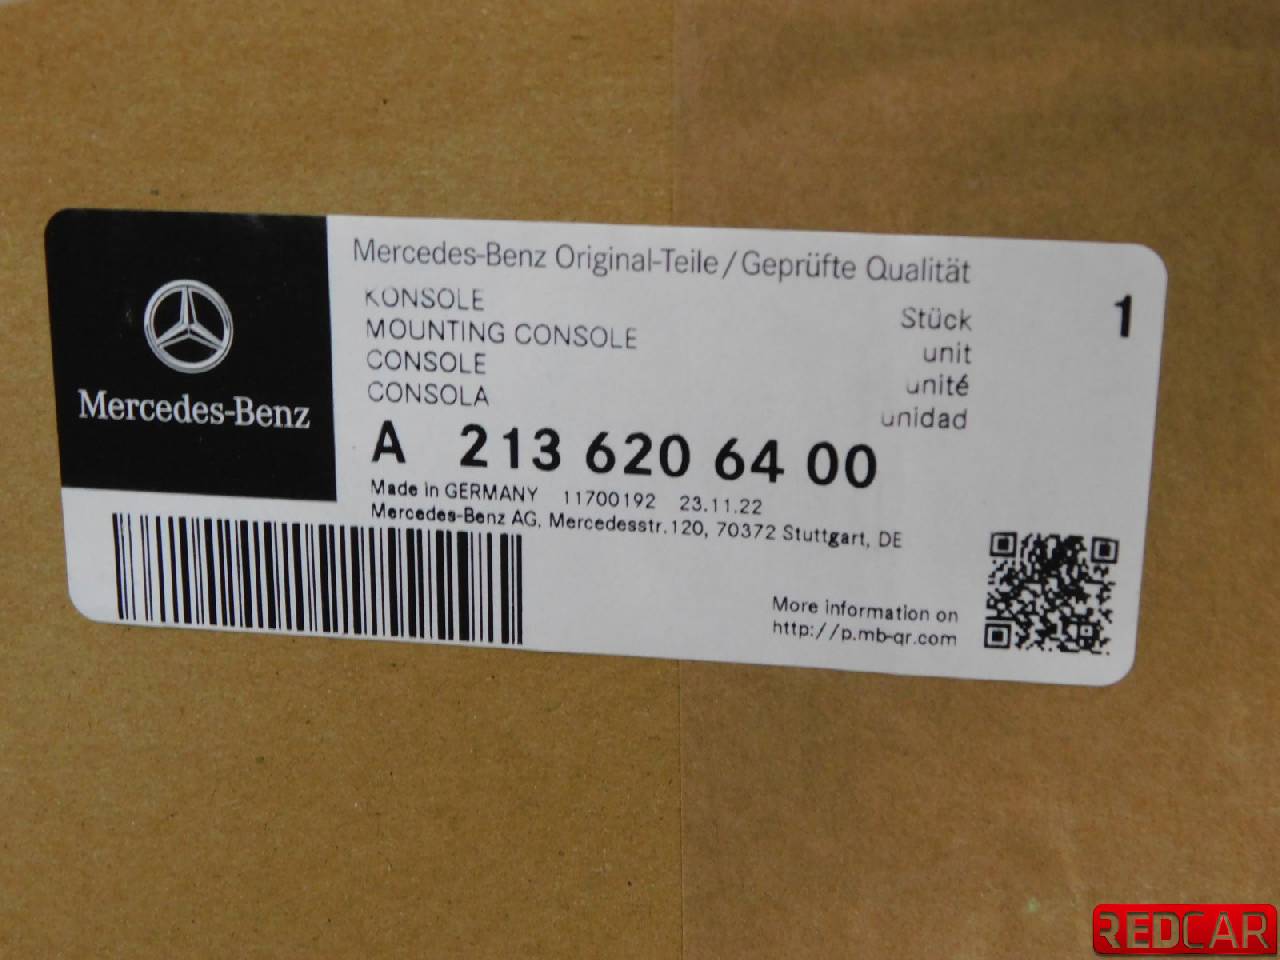 Mercedes-Benz
Mercedes-Benz Original-Teile/Geprüfte Qualität
KONSOLE
MOUNTING CONSOLE
CONSOLE
CONSOLA
Stück
unit
unité
unidad
1
A 213 620 64 00
Made in GERMANY 11700192 23.11.22
Mercedes-Benz AG, Mercedesstr.120, 70372 Stuttgart, DE
More information on
http://p.mb-qr.com
REDCAR